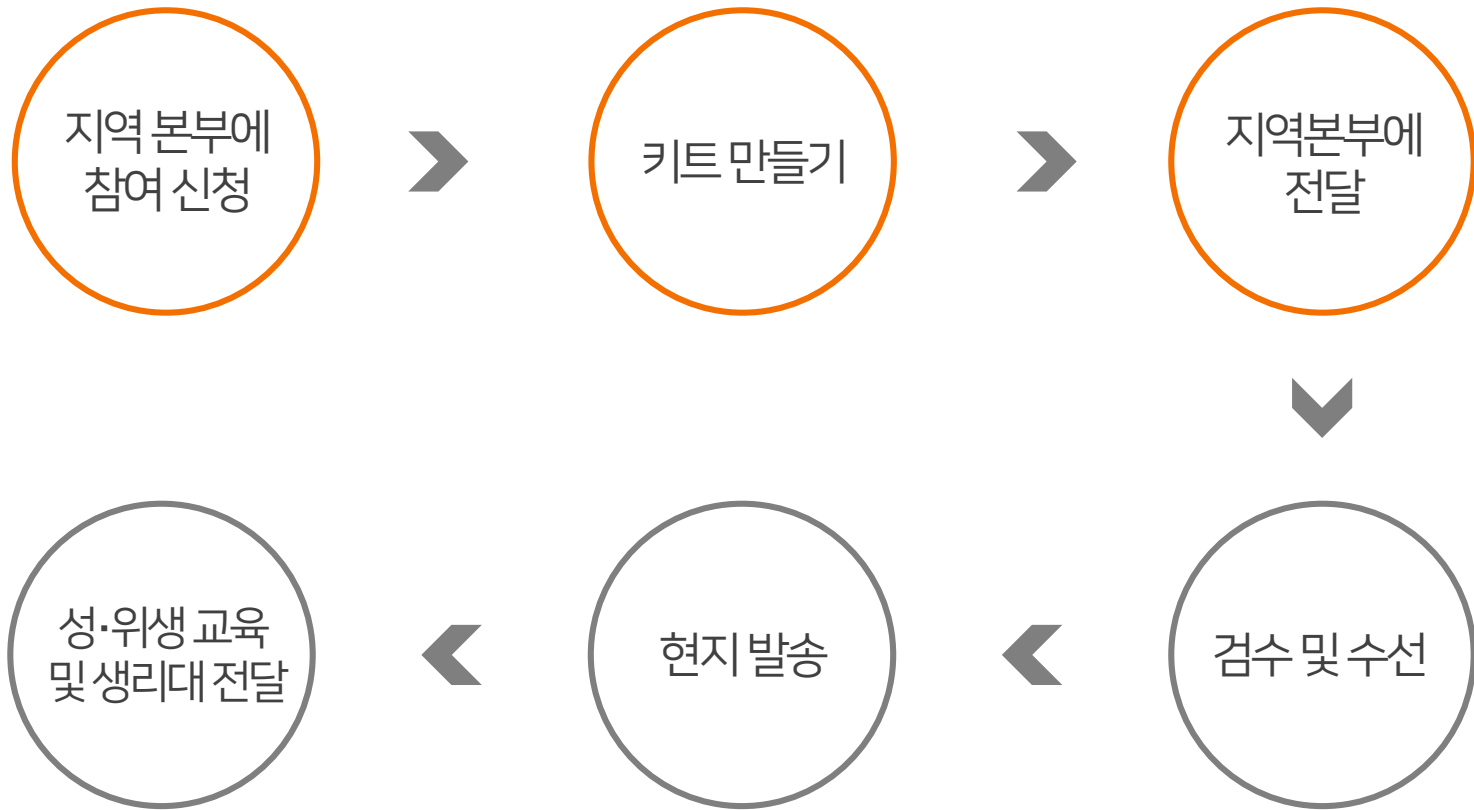 지역 본부에
참여 신청
키트 만들기
지역본부에
전달
검수 및 수선
현지 발송
성·위생 교육
및 생리대 전달